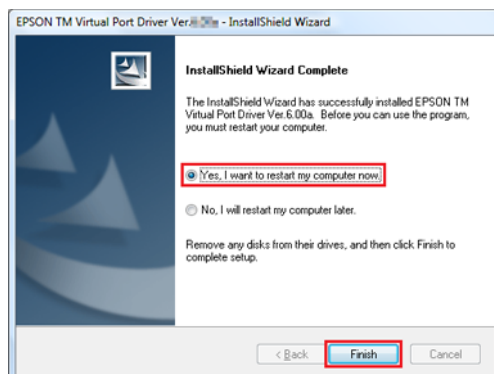 EPSON TM Virtual Port Driver Ver. - InstallShield Wizard
InstallShield Wizard Complete
The InstallShield Wizard has successfully installed EPSON TM
Virtual Port Driver Ver.6.00a. Before you can use the program,
you must restart your computer.
Yes, I want to restart my computer now.
No, I will restart my computer later.
Remove any disks from their drives, and then click Finish to
complete setup.
< Back
Finish
Cancel